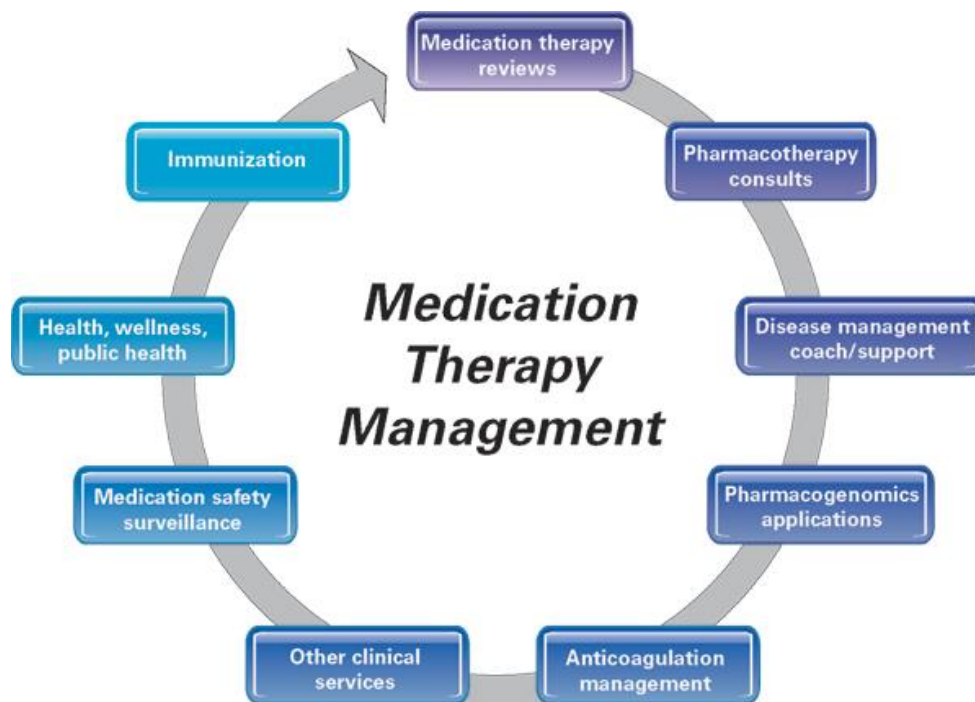 Medication therapy
reviews
Pharmacotherapy
consults
Disease management
coach/support
Pharmacogenomics
applications
Anticoagulation
management
Other clinical
services
Medication safety
surveillance
Health, wellness,
public health
Immunization
Medication
Therapy
Management